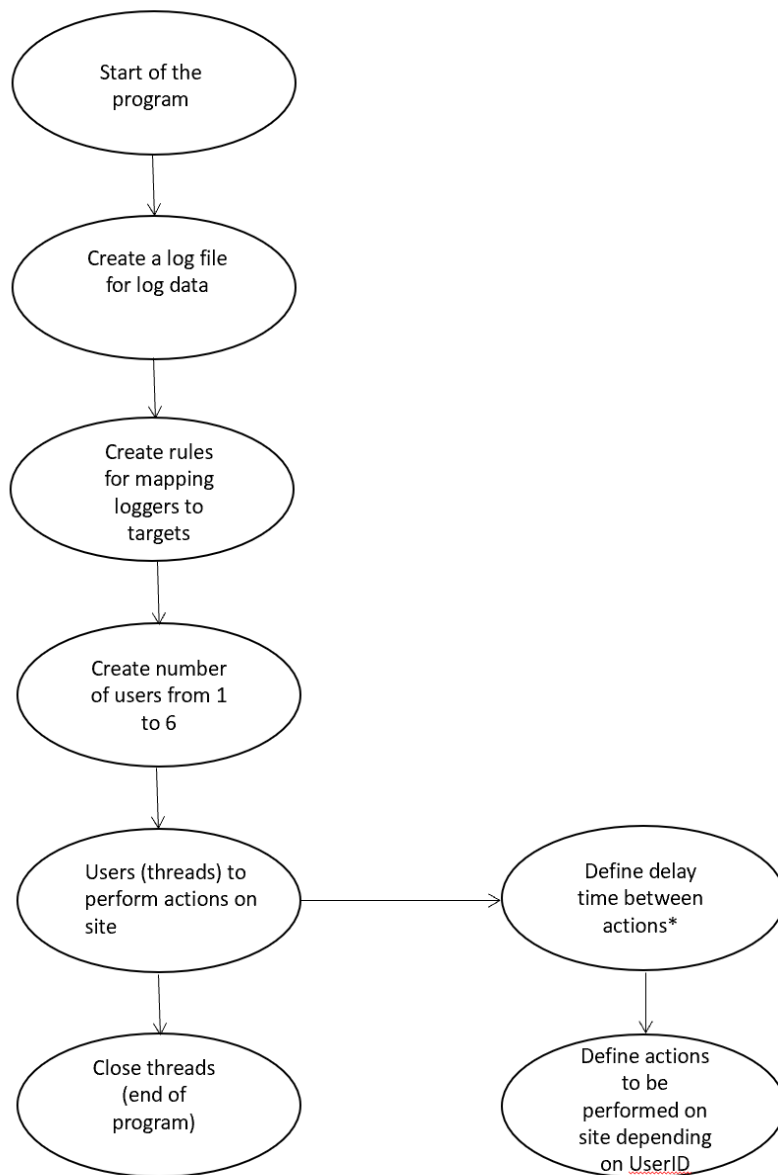 Start of the
program
Create a log file
for log data
Create rules
for mapping
loggers to
targets
Create number
of users from 1
to 6
Users (threads) to
perform actions on
site
Define delay
time between
actions*
Close threads
(end of
program)
Define actions
to be
performed on
site depending
on UserID